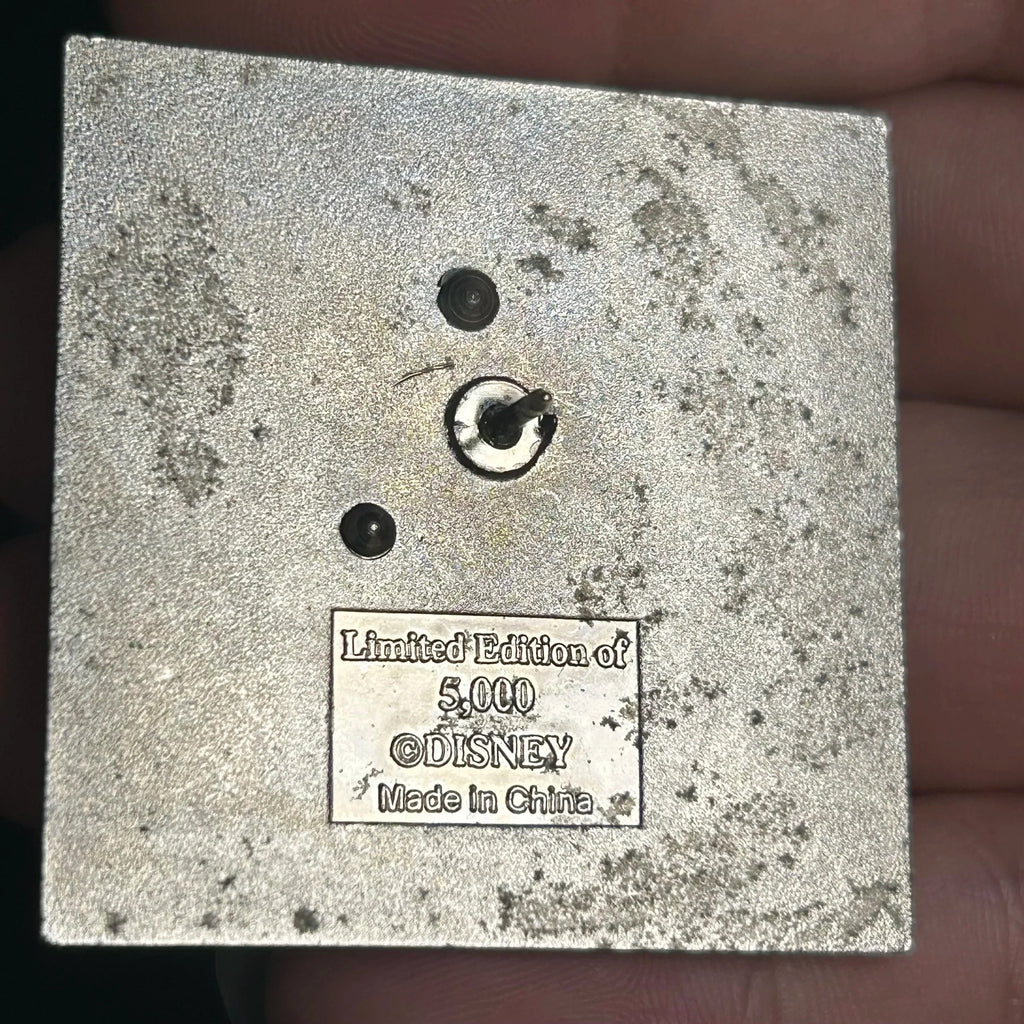 Limited Edition of
5,000
©DISNEY
Made in China